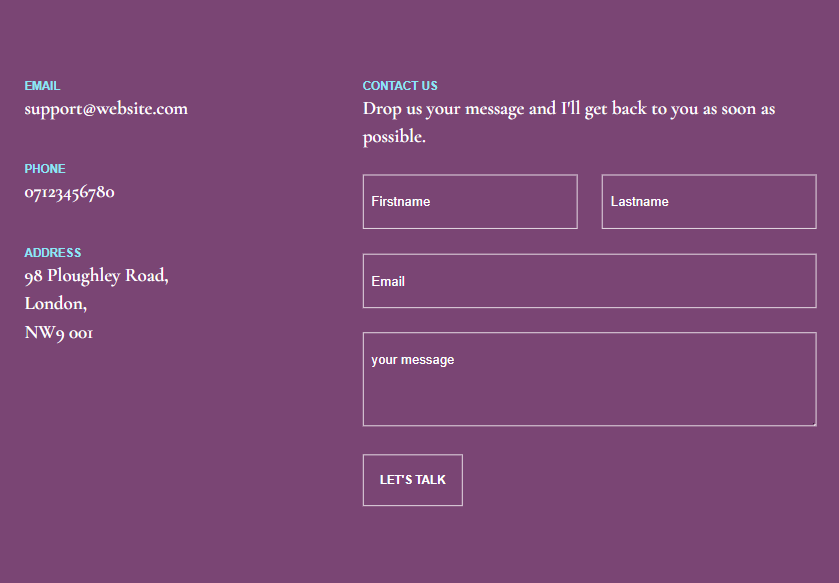 EMAIL
support@website.com
PHONE
07123456780
ADDRESS
98 Ploughley Road,
London,
NW9 001
CONTACT US
Drop us your message and I'll get back to you as soon as
possible.
Firstname
Lastname
Email
your message
LET'S TALK